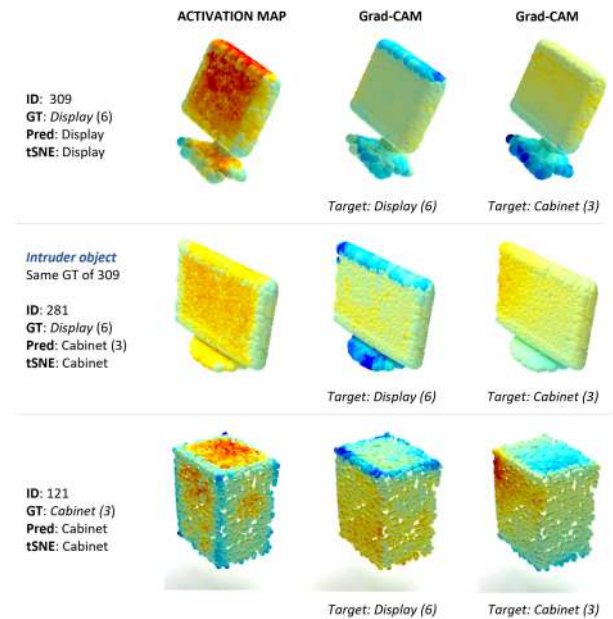 ACTIVATION MAP
Grad-CAM
Grad-CAM
ID: 309
GT: Display (6)
Pred: Display
tSNE: Display
Target: Display (6)
Target: Cabinet (3)
Intruder object
Same GT of 309
ID: 281
GT: Display (6)
Pred: Cabinet (3)
tSNE: Cabinet
Target: Display (6)
Target: Cabinet (3)
ID: 121
GT: Cabinet (3)
Pred: Cabinet
tSNE: Cabinet
Target: Display (6)
Target: Cabinet (3)